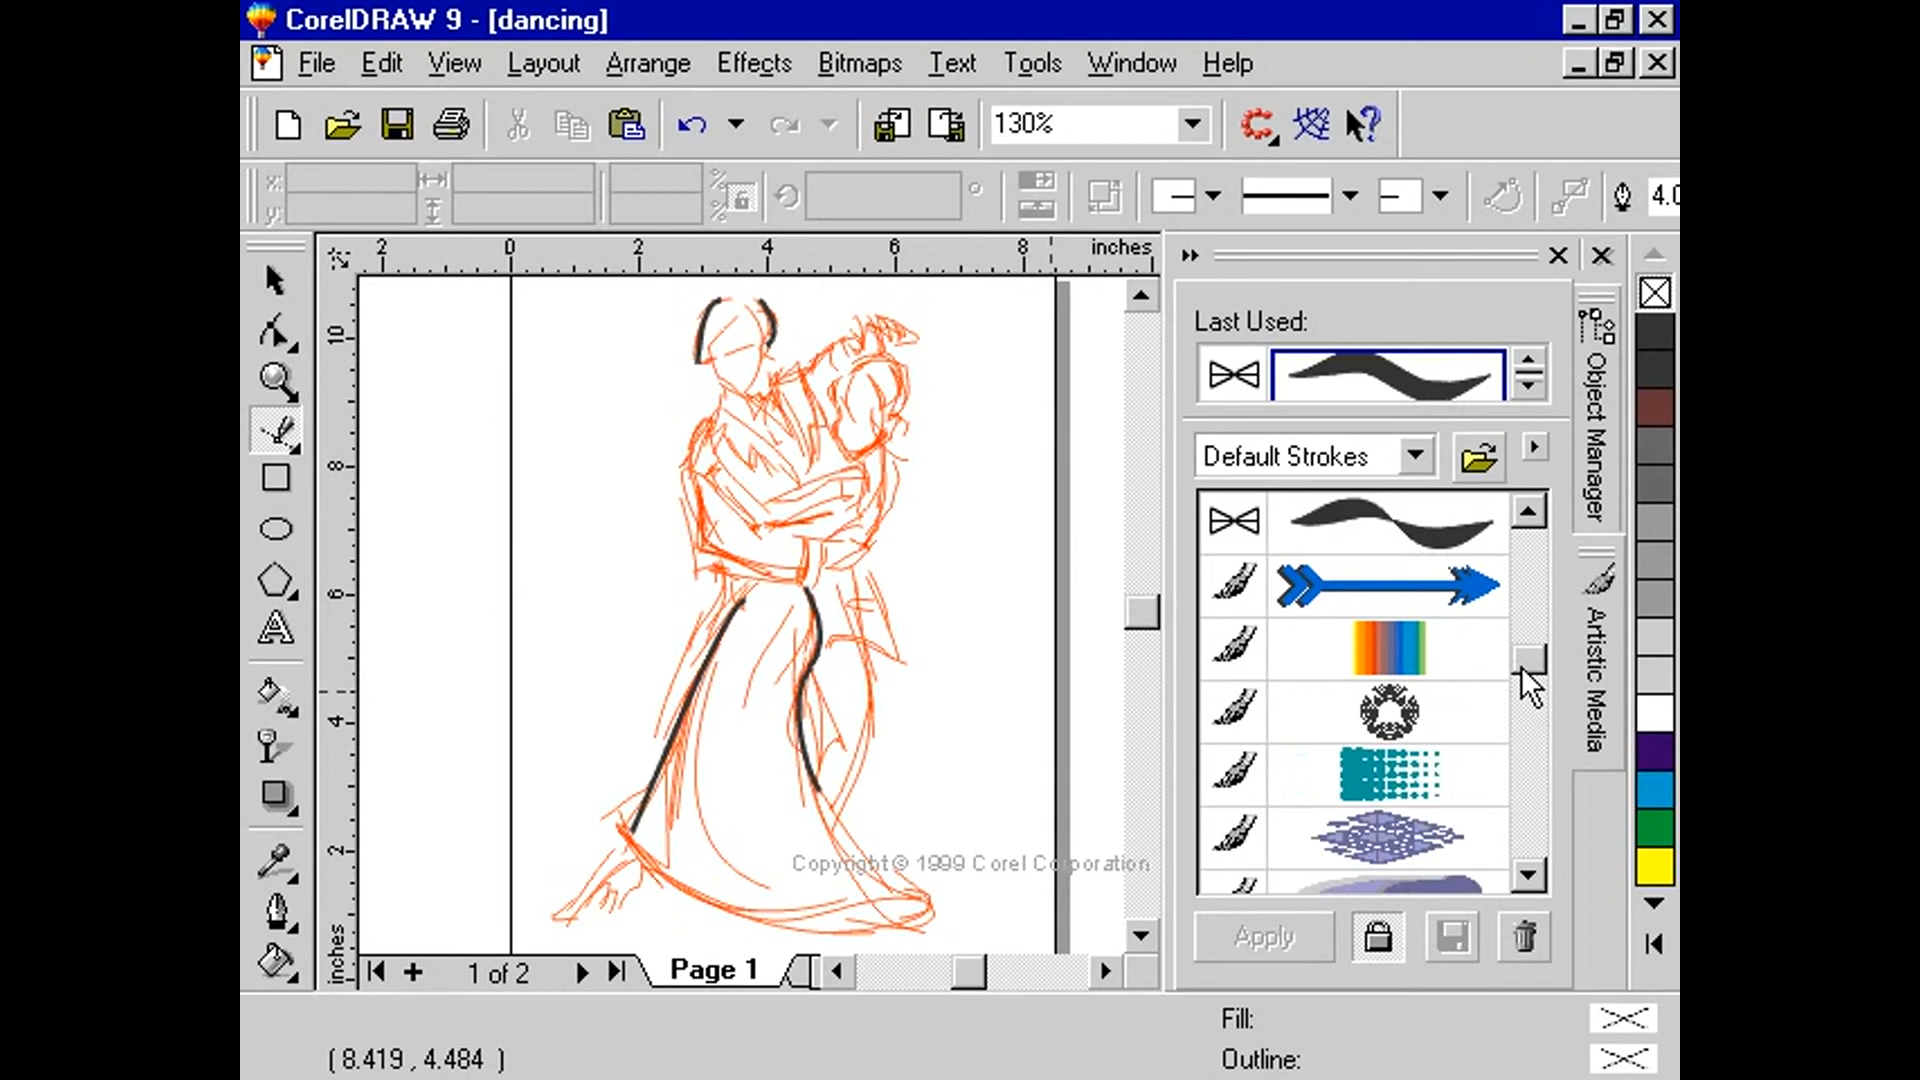 CorelDRAW 9 - [dancing]
File Edit View Layout Arrange Effects Bitmaps Text Tools Window Help
130%
x:
y:
%
%
4.0
2 0 2 4 6 8 inches
10
8
6
4
2
inches
Last Used:
Default Strokes
Object Manager
Artistic Media
Copyright© 1999 Corel Corporation
Apply
1 of 2
Page 1
Fill:
(8.419 , 4.484 )
Outline: